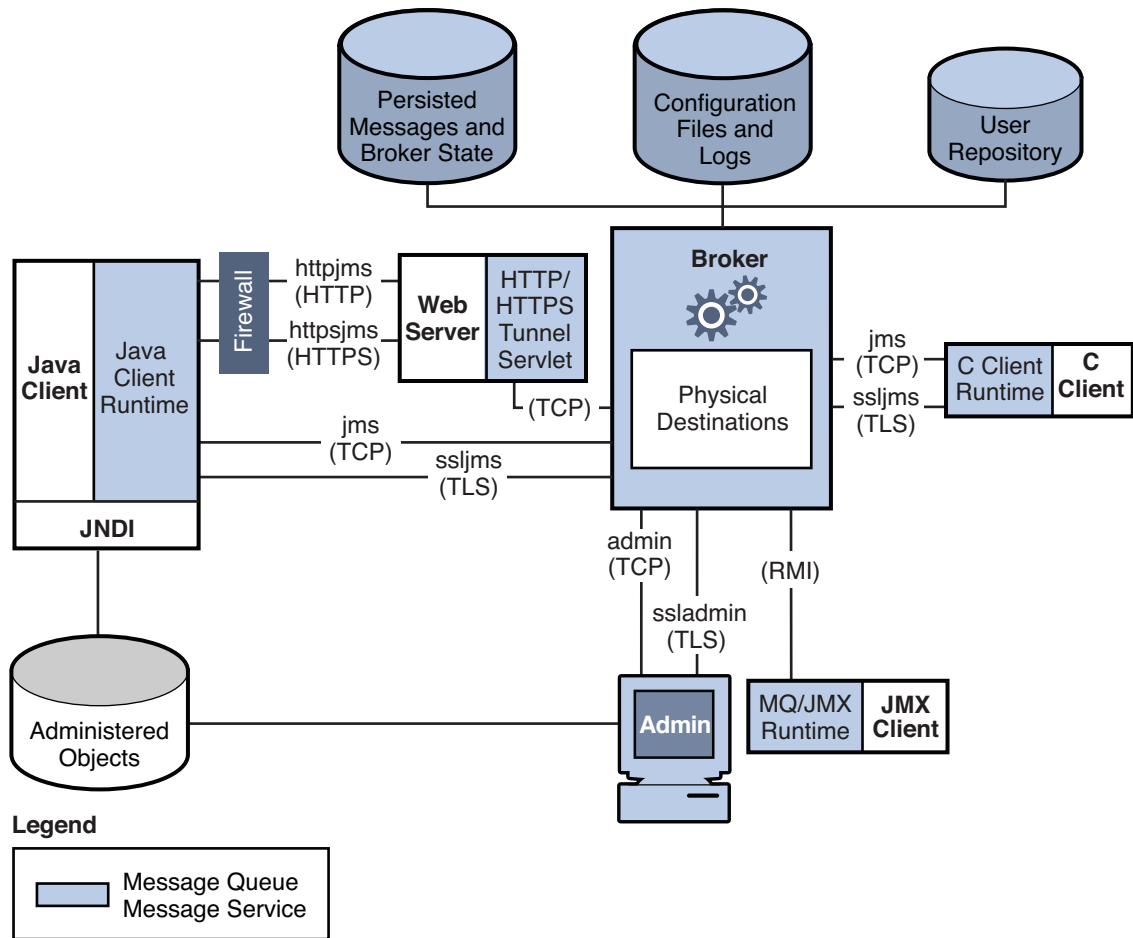 Persisted
Messages and
Broker State
Configuration
Files and
Logs
User
Repository
Java
Client
Java
Client
Runtime
JNDI
Firewall
httpjms
(HTTP)
httpsjms
(HTTPS)
Web
Server
HTTP/
HTTPS
Tunnel
Servlet
(TCP)
jms
(TCP)
ssljms
(TLS)
Broker
Physical
Destinations
jms
(TCP)
ssljms
(TLS)
C Client
Runtime
C
Client
admin
(TCP)
ssladmin
(TLS)
(RMI)
Administered
Objects
Admin
MQ/JMX
Runtime
JMX
Client
Legend
Message Queue
Message Service